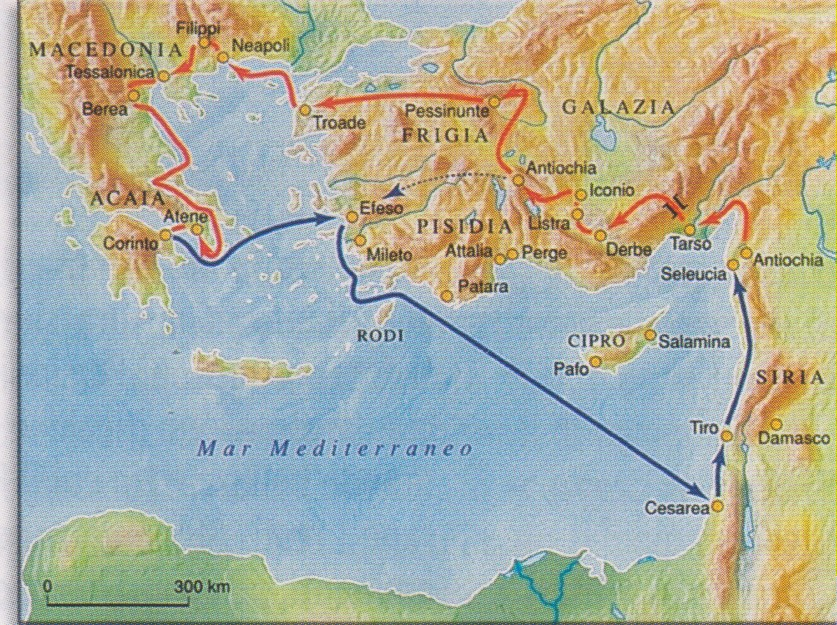 Filippi
MACEDONIA
Neapoli
Tessalonica
Berea
Troade
Pessinunte
GALAZIA
FRIGIA
Antiochia
Iconio
ACAIA
Atene
Efeso
Listra
PISIDIA
Corinto
Mileto
Attalia
Perge
Derbe
Tarso
Antiochia
Seleucia
Patara
RODI
CIPRO
Salamina
Pafo
SIRIA
Tiro
Damasco
Mar Mediterraneo
Cesarea
0 300 km